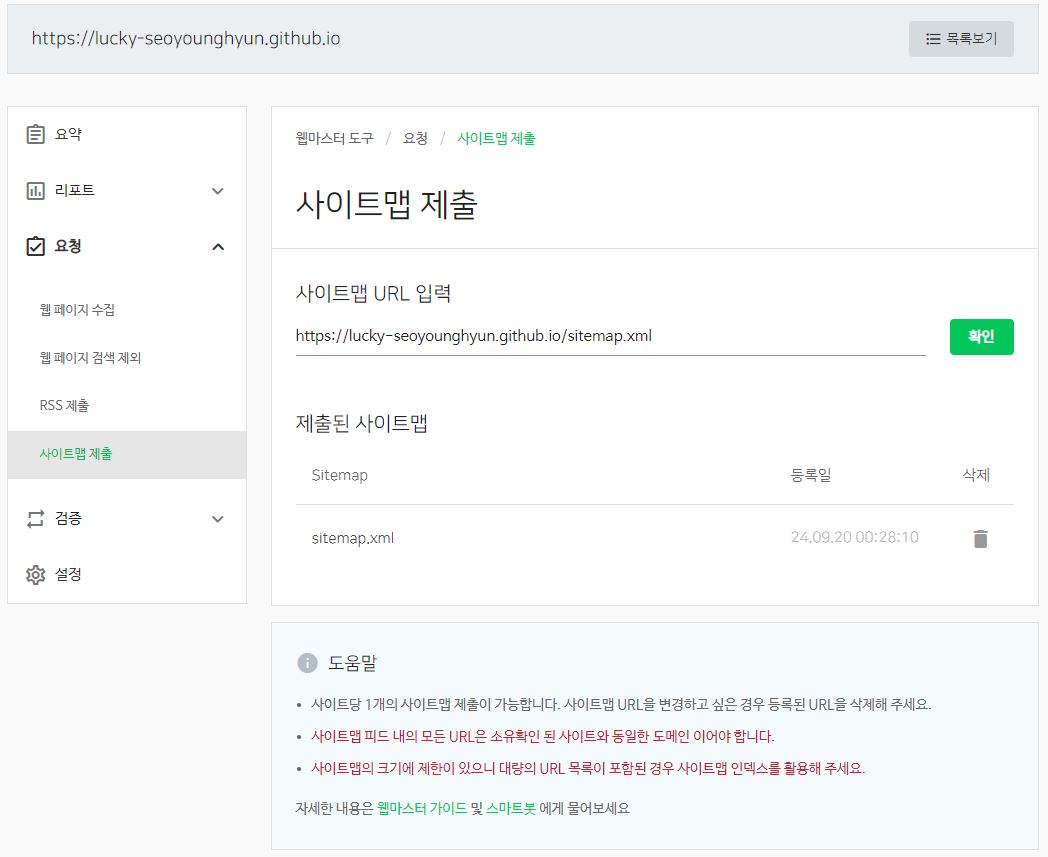 https://lucky-seoyounghyun.github.io
목록보기
요약
리포트
요청
웹 페이지 수집
웹 페이지 검색 제외
RSS 제출
사이트맵 제출
검증
설정
웹마스터 도구 / 요청 / 사이트맵 제출
사이트맵 제출
사이트맵 URL 입력
https://lucky-seoyounghyun.github.io/sitemap.xml
확인
제출된 사이트맵
Sitemap 등록일 삭제
sitemap.xml 24.09.20 00:28:10
도움말
• 사이트당 1개의 사이트맵 제출이 가능합니다. 사이트맵 URL을 변경하고 싶은 경우 등록된 URL을 삭제해 주세요.
• 사이트맵 피드 내의 모든 URL은 소유확인 된 사이트와 동일한 도메인 이어야 합니다.
• 사이트맵의 크기에 제한이 있으니 대량의 URL 목록이 포함된 경우 사이트맵 인덱스를 활용해 주세요.
자세한 내용은 웹마스터 가이드 및 스마트봇 에게 물어보세요